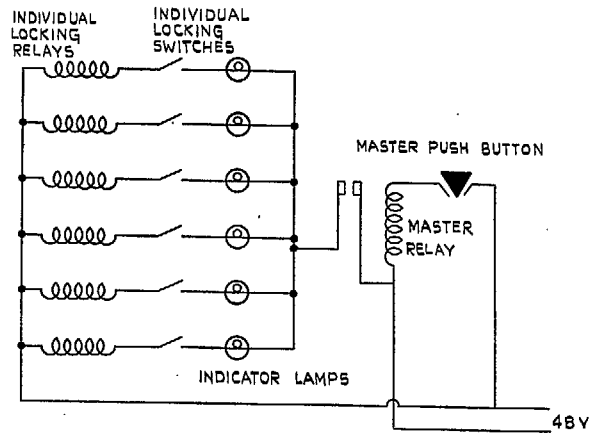 INDIVIDUAL
LOCKING
RELAYS
INDIVIDUAL
LOCKING
SWITCHES
MASTER PUSH BUTTON
MASTER
RELAY
INDICATOR LAMPS
48V